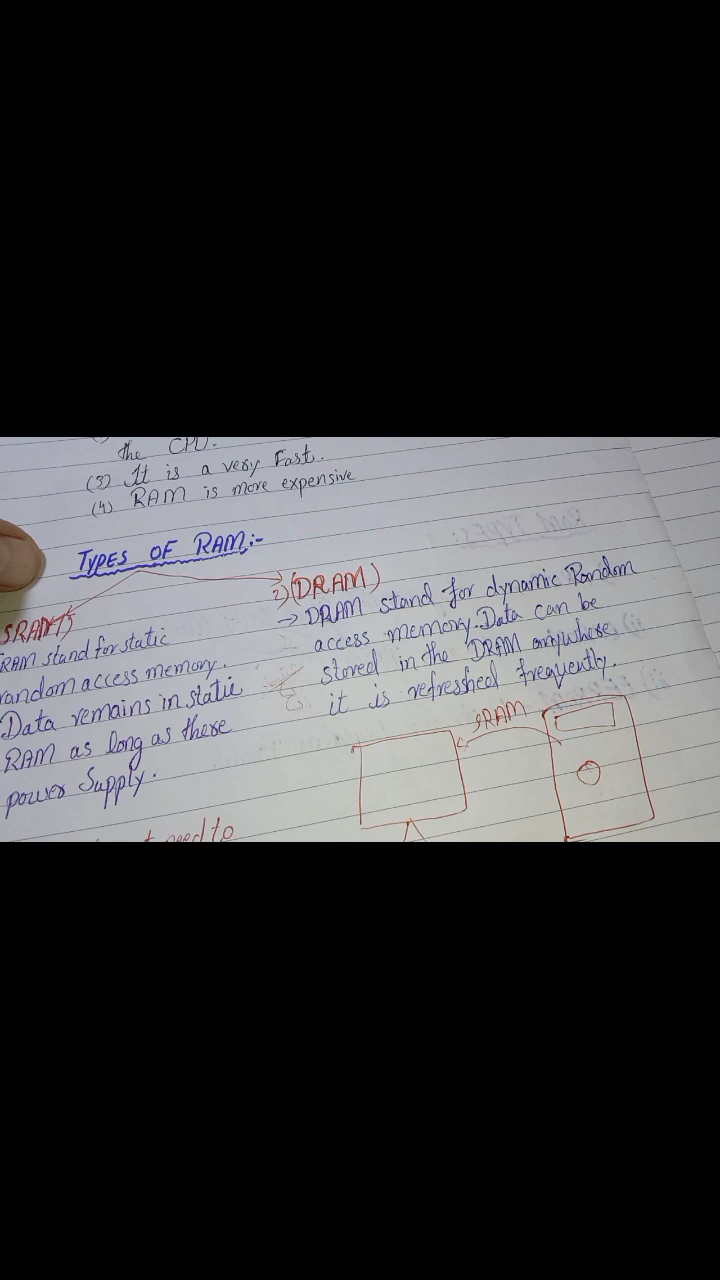 the CPU.
(3) It is a very Fast.
(4) RAM is more expensive
TYPES OF RAM:-
SRAM
RAM stand for static
random access memory.
Data remains in static
RAM as long as there
power Supply.
2) (DRAM)
→ DRAM stand for dynamic Random
access memory. Data can be
stored in the DRAM anywhere,
it is refreshed frequently.
RAM
need to